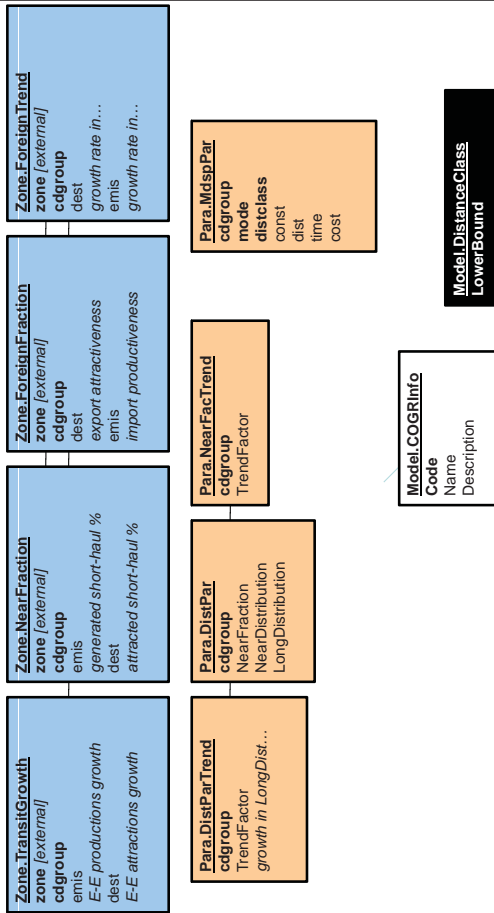 Zone.TransitGrowth
zone [external]
cdgroup
emis
E-E productions growth
dest
E-E attractions growth
Zone.NearFraction
zone [external]
cdgroup
emis
generated short-haul %
dest
attracted short-haul %
Zone.ForeignFraction
zone [external]
cdgroup
dest
export attractiveness
emis
import productiveness
Zone.ForeignTrend
zone [external]
cdgroup
dest
growth rate in…
emis
growth rate in…
Para.DistParTrend
cdgroup
TrendFactor
growth in LongDist…
Para.DistPar
cdgroup
NearFraction
NearDistribution
LongDistribution
Para.NearFacTrend
cdgroup
TrendFactor
Para.MdspPar
cdgroup
mode
distclass
const
dist
time
cost
Model.COGRInfo
Code
Name
Description
Model.DistanceClass
LowerBound